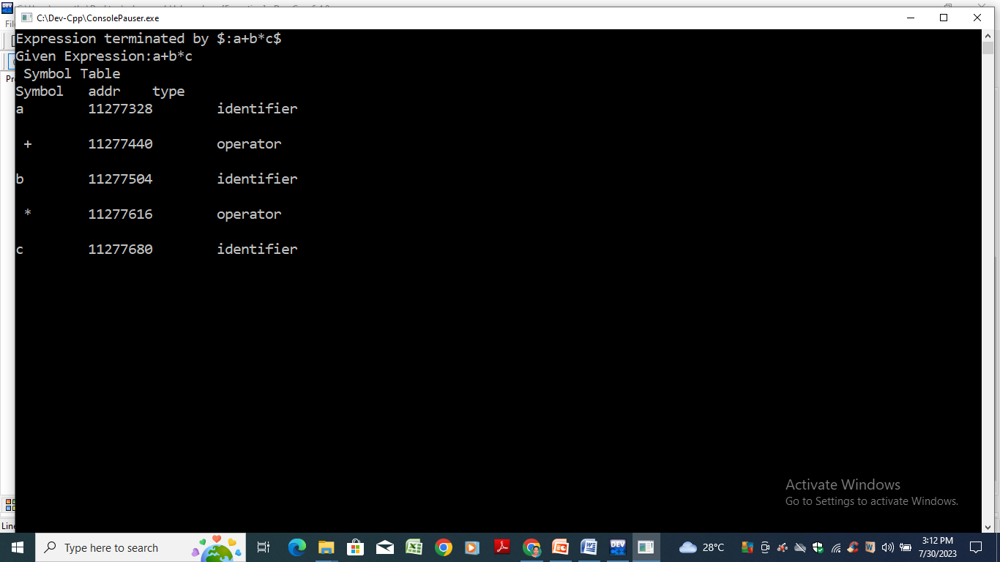 C:\Dev-Cpp\ConsolePauser.exe
Expression terminated by $:a+b*c$
Given Expression:a+b*c
Symbol Table
Symbol addr type
a 11277328 identifier
+ 11277440 operator
b 11277504 identifier
* 11277616 operator
c 11277680 identifier
Activate Windows
Go to Settings to activate Windows.
Type here to search
DEV
28°C
3:12 PM
7/30/2023